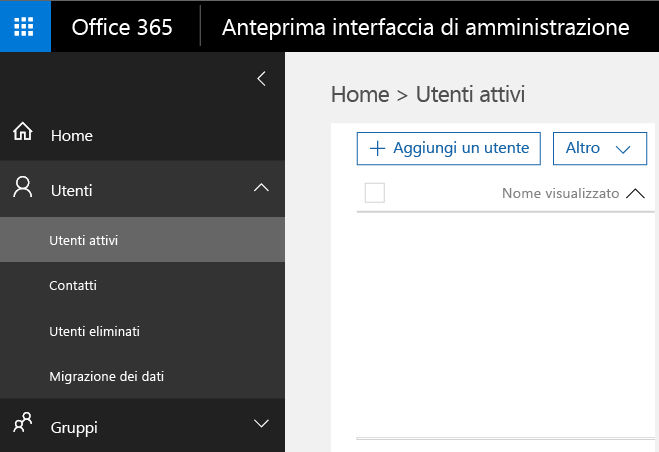 Office 365
Anteprima interfaccia di amministrazione
Home
Utenti
Utenti attivi
Contatti
Utenti eliminati
Migrazione dei dati
Gruppi
Home > Utenti attivi
Aggiungi un utente
Altro
Nome visualizzato